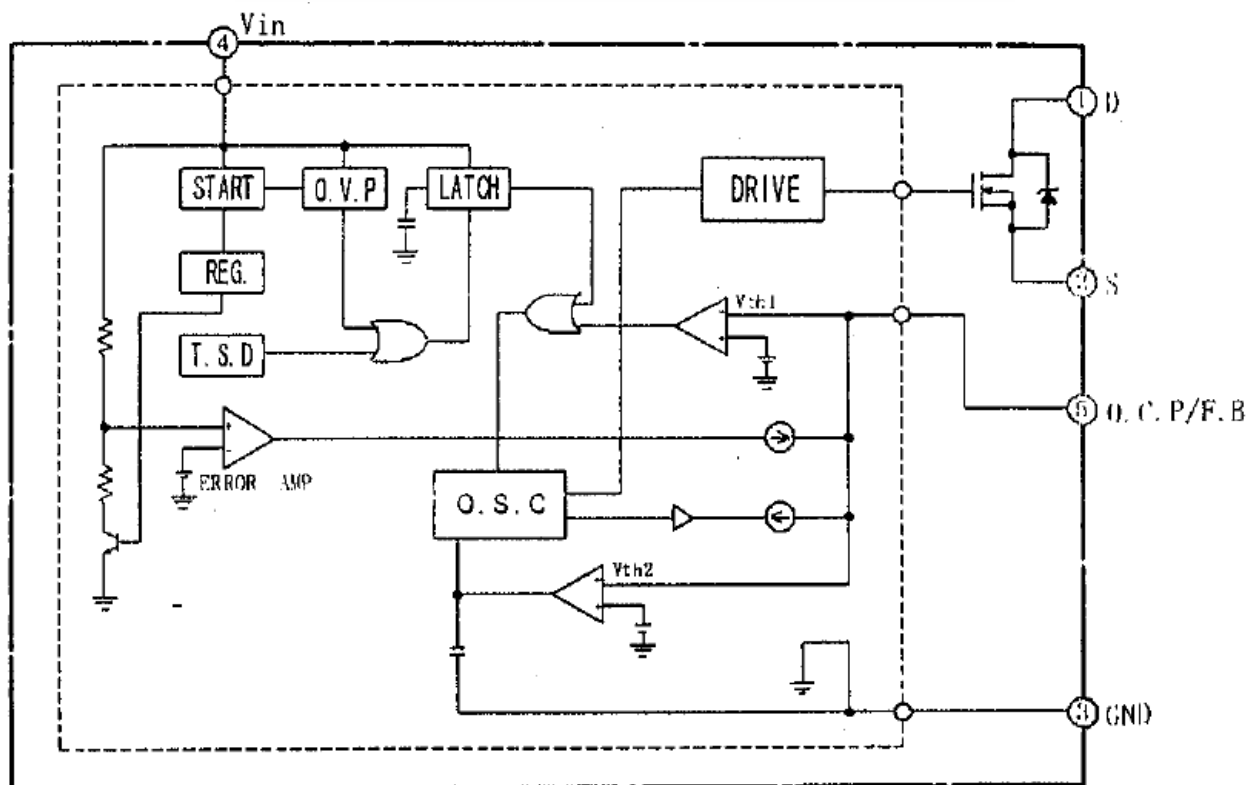 Vin
4
1 D
START
O.V.P
LATCH
DRIVE
REG.
2 S
Vth1
T.S.D
5 O.C.P/F.B
+
-
ERROR AMP
O.S.C
Vth2
3 GND